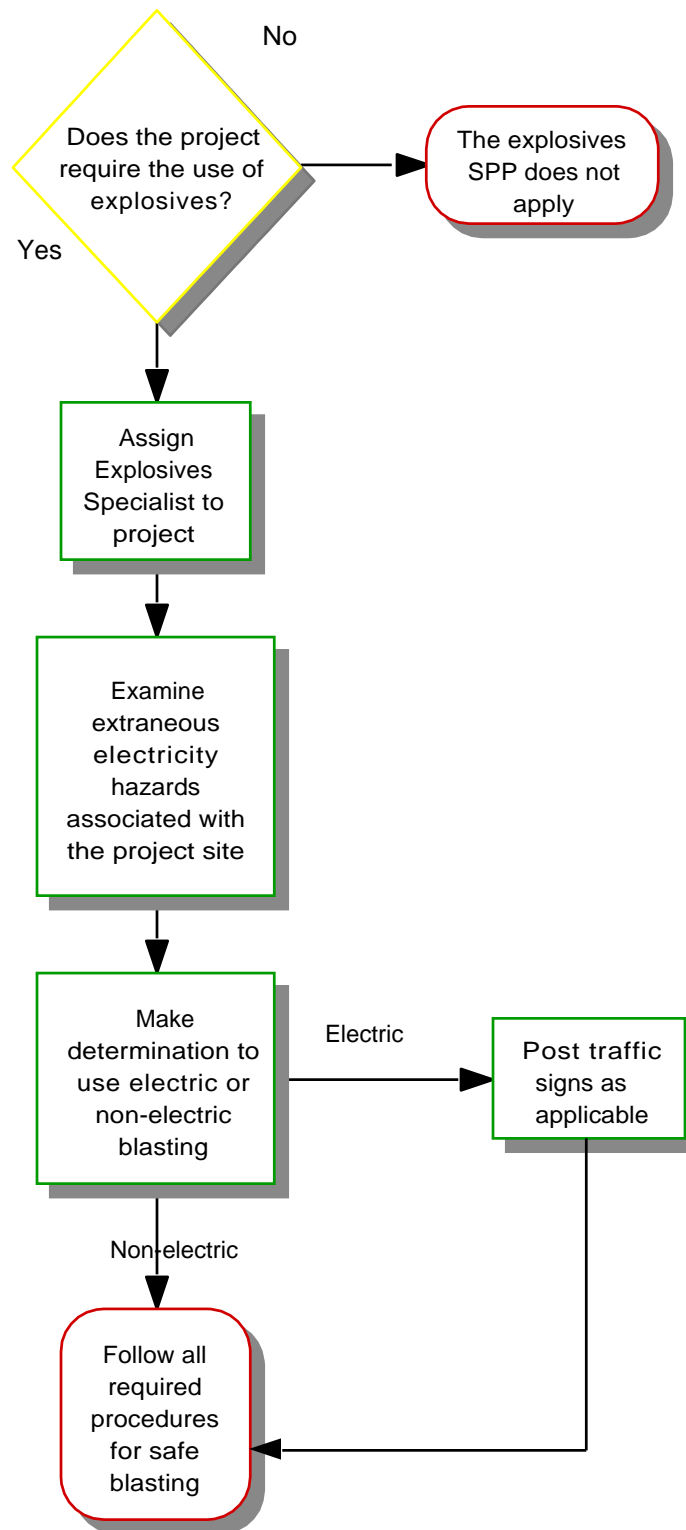 No
Does the project
require the use of
explosives?
The explosives
SPP does not
apply
Yes
Assign
Explosives
Specialist to
project
Examine
extraneous
electricity
hazards
associated with
the project site
Make
determination to
use electric or
non-electric
blasting
Electric
Post traffic
signs as
applicable
Non-electric
Follow all
required
procedures
for safe
blasting